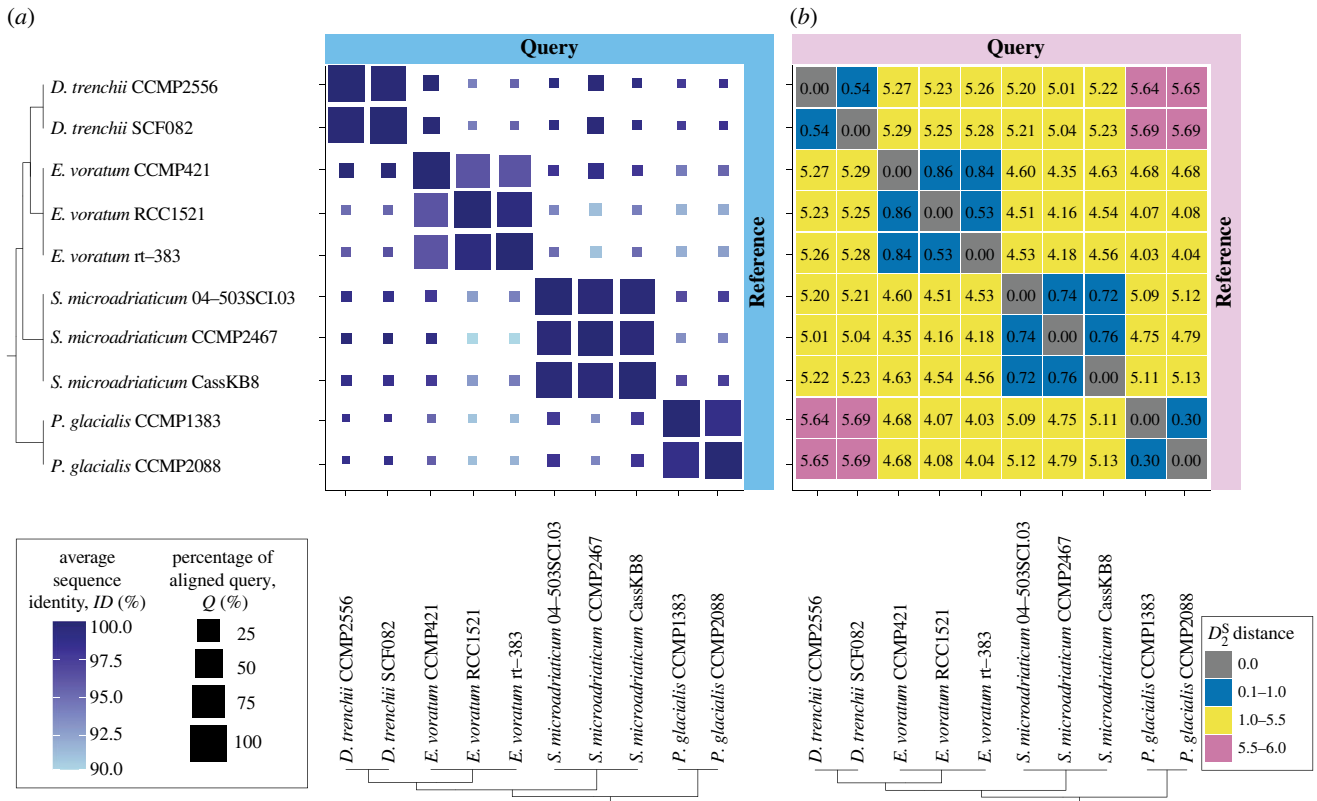 (a)
(b)
Query
Query
D. trenchii CCMP2556
D. trenchii SCF082
E. voratum CCMP421
E. voratum RCC1521
E. voratum rt–383
S. microadriaticum 04–503SCI.03
S. microadriaticum CCMP2467
S. microadriaticum CassKB8
P. glacialis CCMP1383
P. glacialis CCMP2088
Reference
0.00 0.54 5.27 5.23 5.26 5.20 5.01 5.22 5.64 5.65
0.54 0.00 5.29 5.25 5.28 5.21 5.04 5.23 5.69 5.69
5.27 5.29 0.00 0.86 0.84 4.60 4.35 4.63 4.68 4.68
5.23 5.25 0.86 0.00 0.53 4.51 4.16 4.54 4.07 4.08
5.26 5.28 0.84 0.53 0.00 4.53 4.18 4.56 4.03 4.04
5.20 5.21 4.60 4.51 4.53 0.00 0.74 0.72 5.09 5.12
5.01 5.04 4.35 4.16 4.18 0.74 0.00 0.76 4.75 4.79
5.22 5.23 4.63 4.54 4.56 0.72 0.76 0.00 5.11 5.13
5.64 5.69 4.68 4.07 4.03 5.09 4.75 5.11 0.00 0.30
5.65 5.69 4.68 4.08 4.04 5.12 4.79 5.13 0.30 0.00
Reference
average
sequence
identity, ID (%)
100.0
97.5
95.0
92.5
90.0
percentage of
aligned query,
Q (%)
25
50
75
100
D. trenchii CCMP2556
D. trenchii SCF082
E. voratum CCMP421
E. voratum RCC1521
E. voratum rt–383
S. microadriaticum 04–503SCI.03
S. microadriaticum CCMP2467
S. microadriaticum CassKB8
P. glacialis CCMP1383
P. glacialis CCMP2088
D. trenchii CCMP2556
D. trenchii SCF082
E. voratum CCMP421
E. voratum RCC1521
E. voratum rt–383
S. microadriaticum 04–503SCI.03
S. microadriaticum CCMP2467
S. microadriaticum CassKB8
P. glacialis CCMP1383
P. glacialis CCMP2088
D₂ˢ distance
0.0
0.1–1.0
1.0–5.5
5.5–6.0